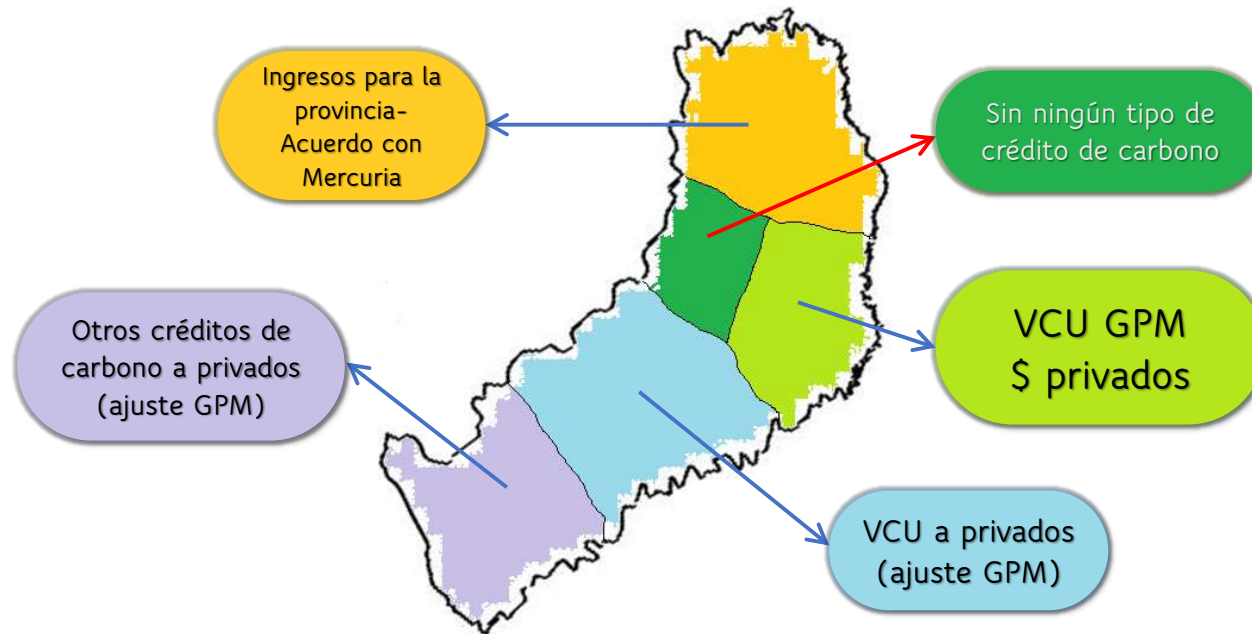 Ingresos para la
provincia-
Acuerdo con
Mercuria
Sin ningún tipo de
crédito de carbono
Otros créditos de
carbono a privados
(ajuste GPM)
VCU GPM
$ privados
VCU a privados
(ajuste GPM)